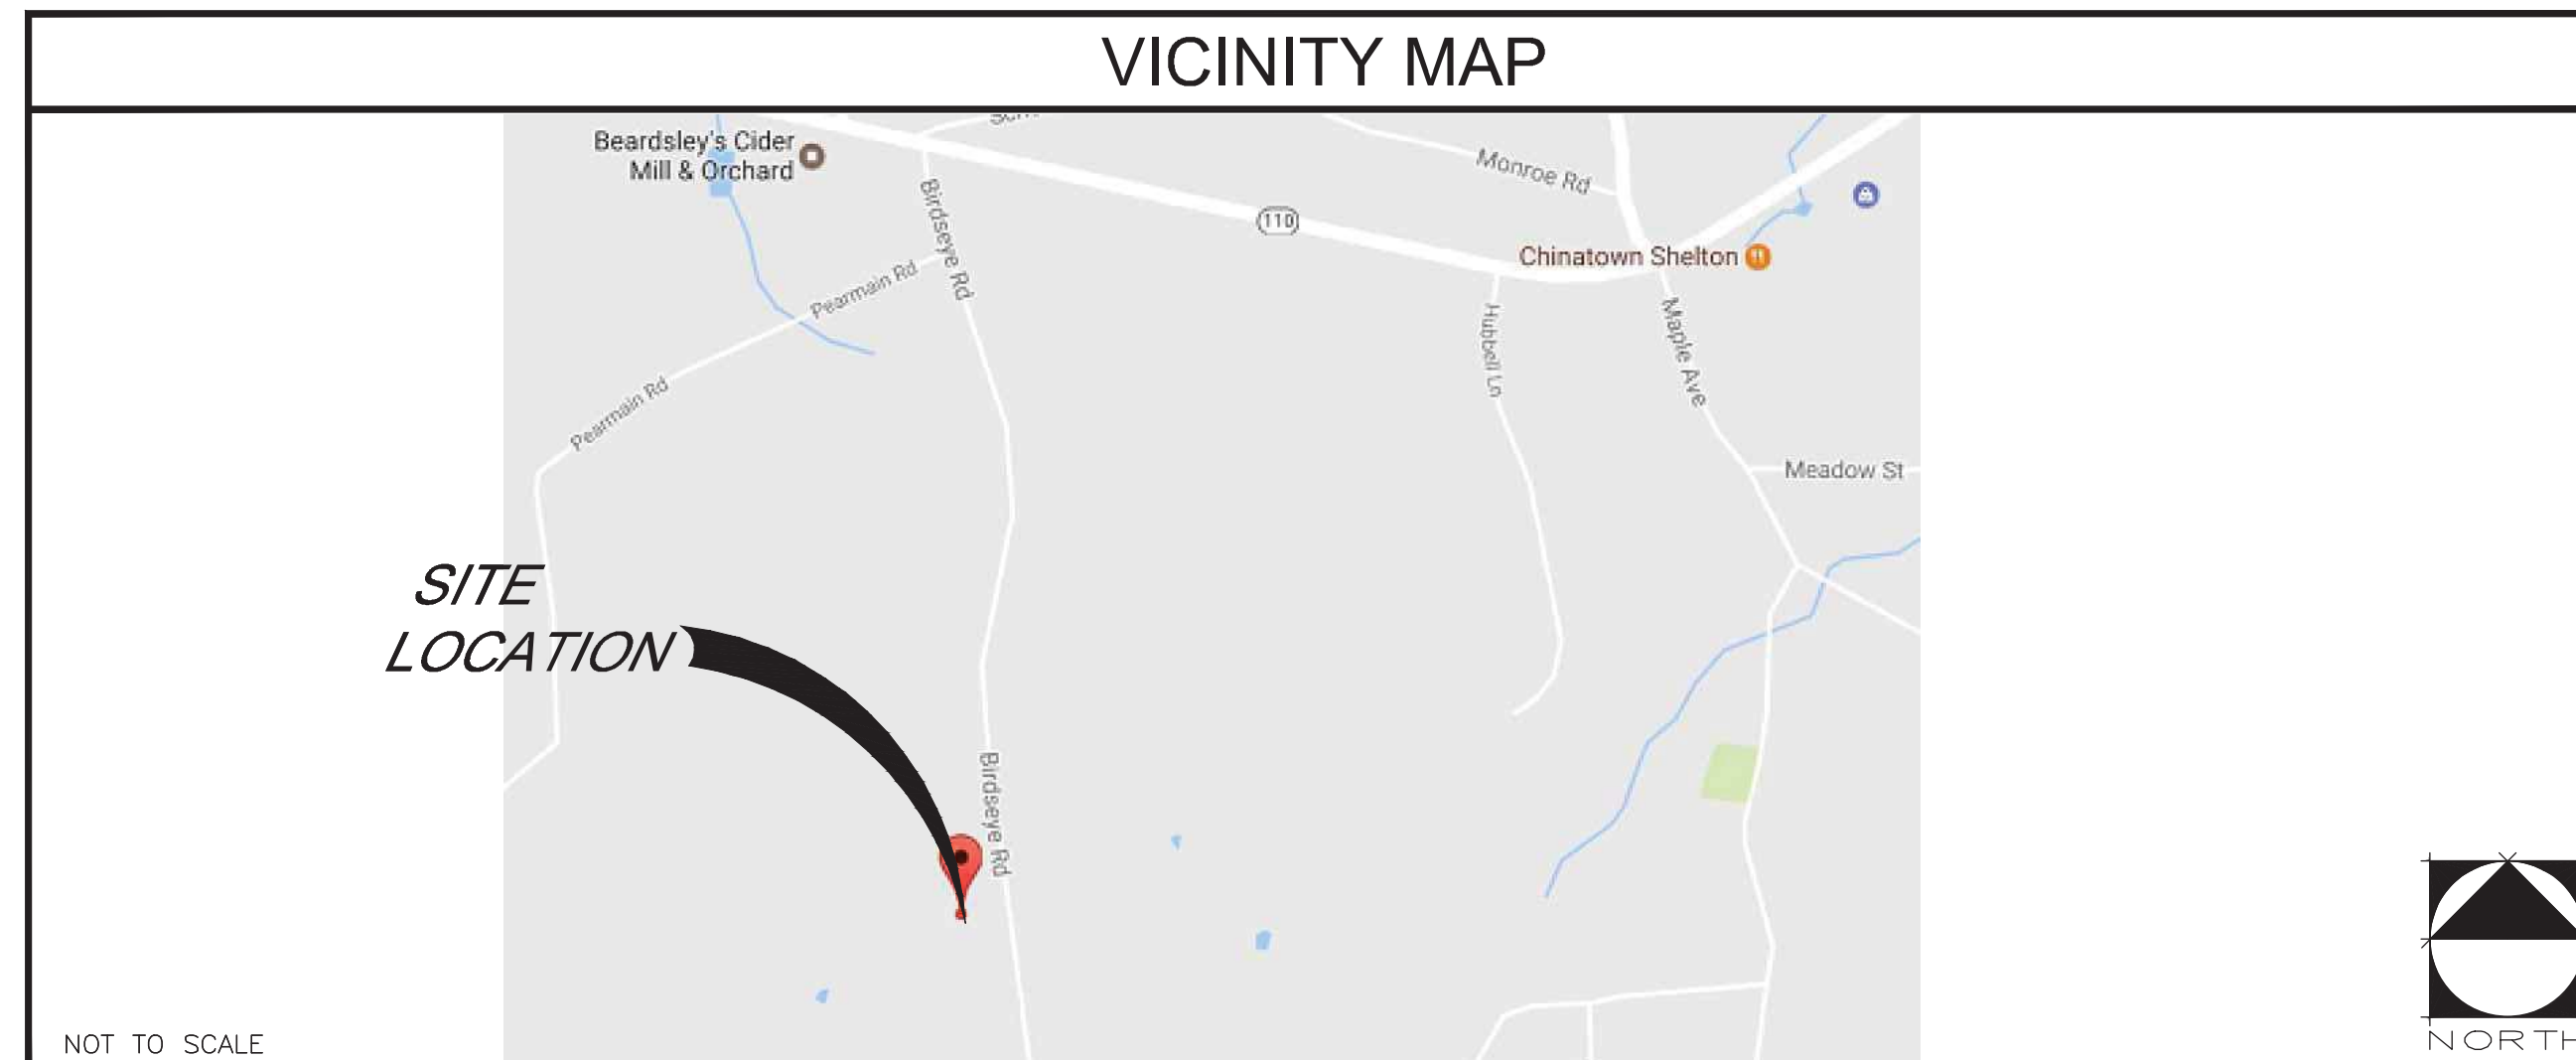 VICINITY MAP
Beardsley's Cider
Mill & Orchard
Birdseye Rd
Monroe Rd
110
Chinatown Shelton
Pearmain Rd
Hubbell Ln
Maple Ave
Pearmain Rd
Meadow St
SITE
LOCATION
Birdseye Rd
NOT TO SCALE
NORTH